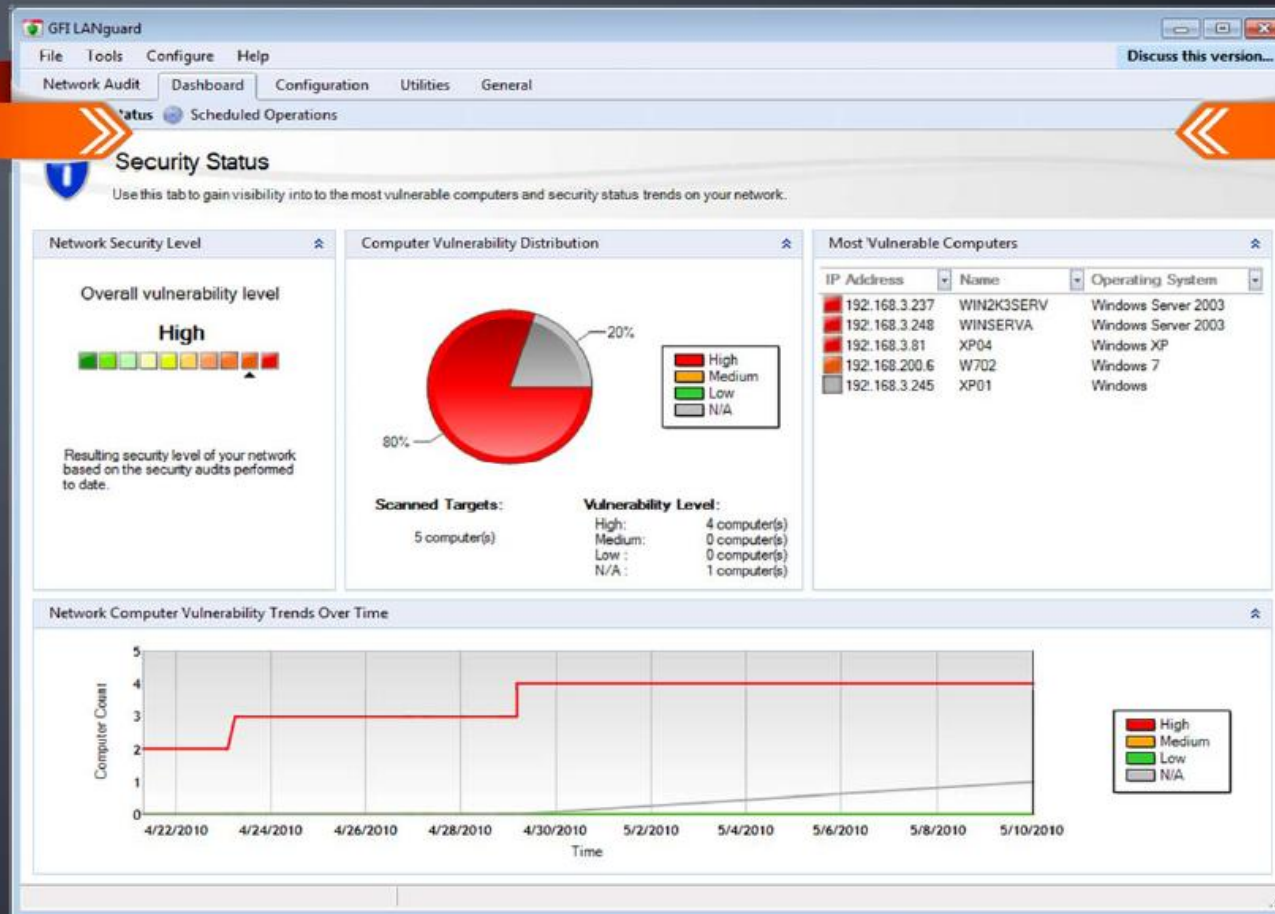 GFI LANguard
File Tools Configure Help
Discuss this version...
Network Audit Dashboard Configuration Utilities General
Scheduled Operations
Security Status
Use this tab to gain visibility into to the most vulnerable computers and security status trends on your network.
Network Security Level
Overall vulnerability level
High
Resulting security level of your network
based on the security audits performed
to date.
Computer Vulnerability Distribution
20%
80%
High
Medium
Low
N/A
Scanned Targets:
5 computer(s)
Vulnerability Level:
High: 4 computer(s)
Medium: 0 computer(s)
Low : 0 computer(s)
N/A : 1 computer(s)
Most Vulnerable Computers
IP Address Name Operating System
192.168.3.237 WIN2K3SERV Windows Server 2003
192.168.3.248 WINSERVA Windows Server 2003
192.168.3.81 XP04 Windows XP
192.168.200.6 W702 Windows 7
192.168.3.245 XP01 Windows
Network Computer Vulnerability Trends Over Time
Computer Count
5
4
3
2
1
0
4/22/2010 4/24/2010 4/26/2010 4/28/2010 4/30/2010 5/2/2010 5/4/2010 5/6/2010 5/8/2010 5/10/2010
Time
High
Medium
Low
N/A